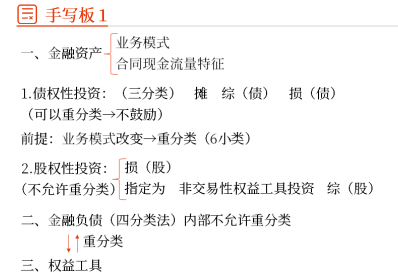 手写板 1
一、金融资产
业务模式
合同现金流量特征
1.债权性投资：（三分类） 摊 综（债） 损（债）
（可以重分类→不鼓励）
前提：业务模式改变→重分类（6小类）
2.股权性投资：
（不允许重分类）
损（股）
指定为 非交易性权益工具投资 综（股）
二、金融负债（四分类法）内部不允许重分类
↓↑重分类
三、权益工具